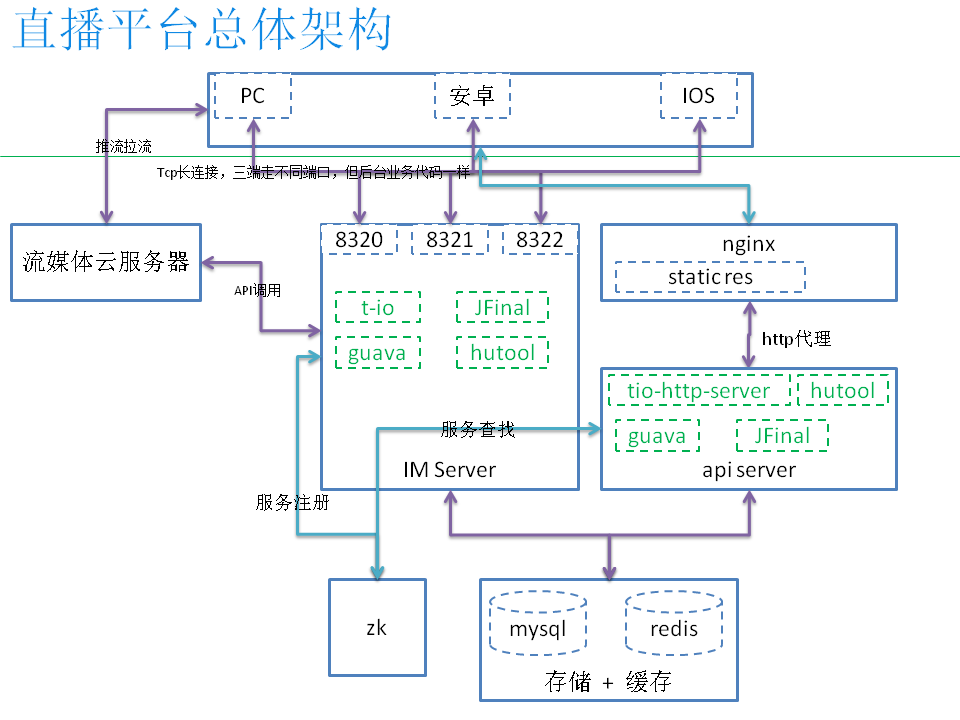 直播平台总体架构
PC
安卓
IOS
推流拉流
Tcp长连接，三端走不同端口，但后台业务代码一样
8320
8321
8322
nginx
static res
流媒体云服务器
API调用
t-io
JFinal
guava
hutool
http代理
tio-http-server
hutool
guava
JFinal
服务查找
IM Server
api server
服务注册
zk
mysql
redis
存储 + 缓存